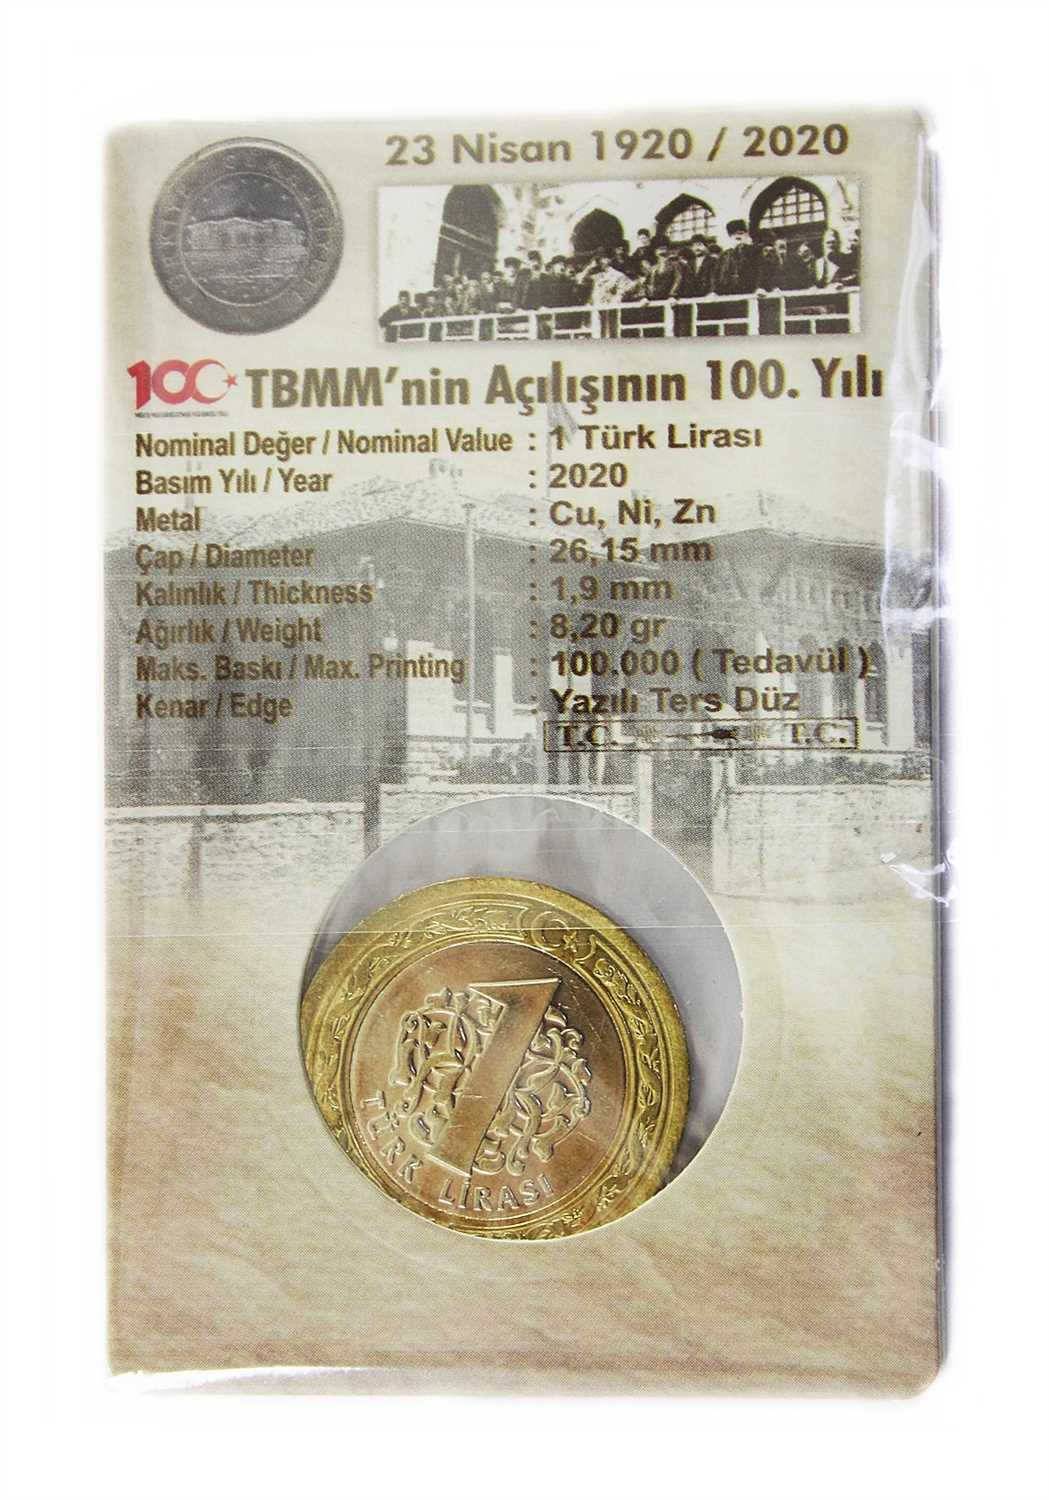 23 Nisan 1920 / 2020
100 TBMM'nin Açılışının 100. Yılı
Nominal Değer / Nominal Value : 1 Türk Lirası
Basım Yılı / Year : 2020
Metal : Cu, Ni, Zn
Çap / Diameter : 26,15 mm
Kalınlık / Thickness : 1,9 mm
Ağırlık / Weight : 8,20 gr
Maks. Baskı / Max. Printing : 100.000 ( Tedavül )
Kenar / Edge : Yazılı Ters Düz
T.C. T.C.
1
TÜRK LİRASI